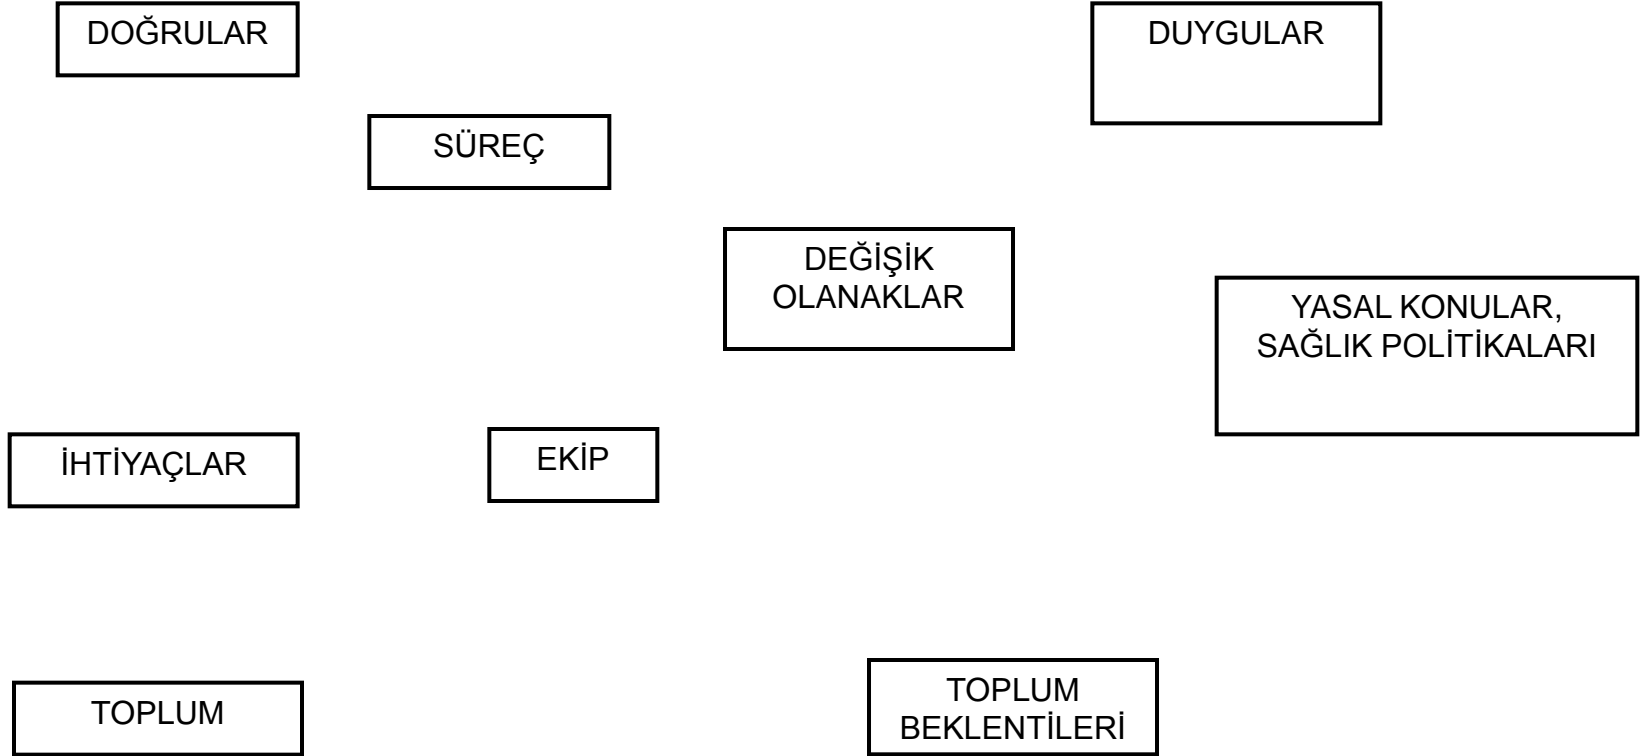 DOĞRULAR
DUYGULAR
SÜREÇ
DEĞİŞİK
OLANAKLAR
YASAL KONULAR,
SAĞLIK POLİTİKALARI
İHTİYAÇLAR
EKİP
TOPLUM
TOPLUM
BEKLENTİLERİ